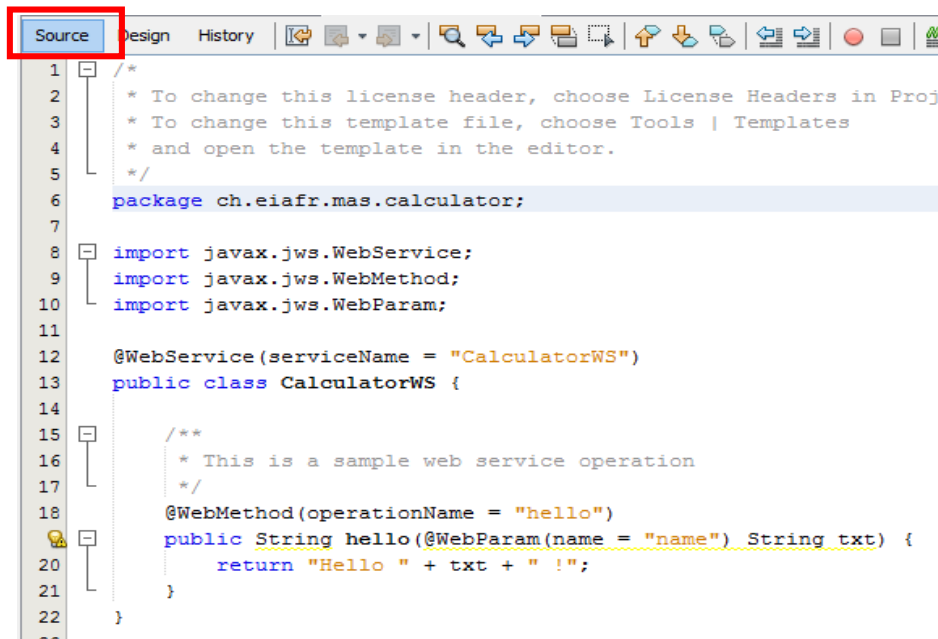 Source Design History
1 /*
2 * To change this license header, choose License Headers in Proj
3 * To change this template file, choose Tools | Templates
4 * and open the template in the editor.
5 */
6 package ch.eiafr.mas.calculator;
7
8 import javax.jws.WebService;
9 import javax.jws.WebMethod;
10 import javax.jws.WebParam;
11
12 @WebService(serviceName = "CalculatorWS")
13 public class CalculatorWS {
14
15 /**
16 * This is a sample web service operation
17 */
18 @WebMethod(operationName = "hello")
public String hello(@WebParam(name = "name") String txt) {
20 return "Hello " + txt + " !";
21 }
22 }